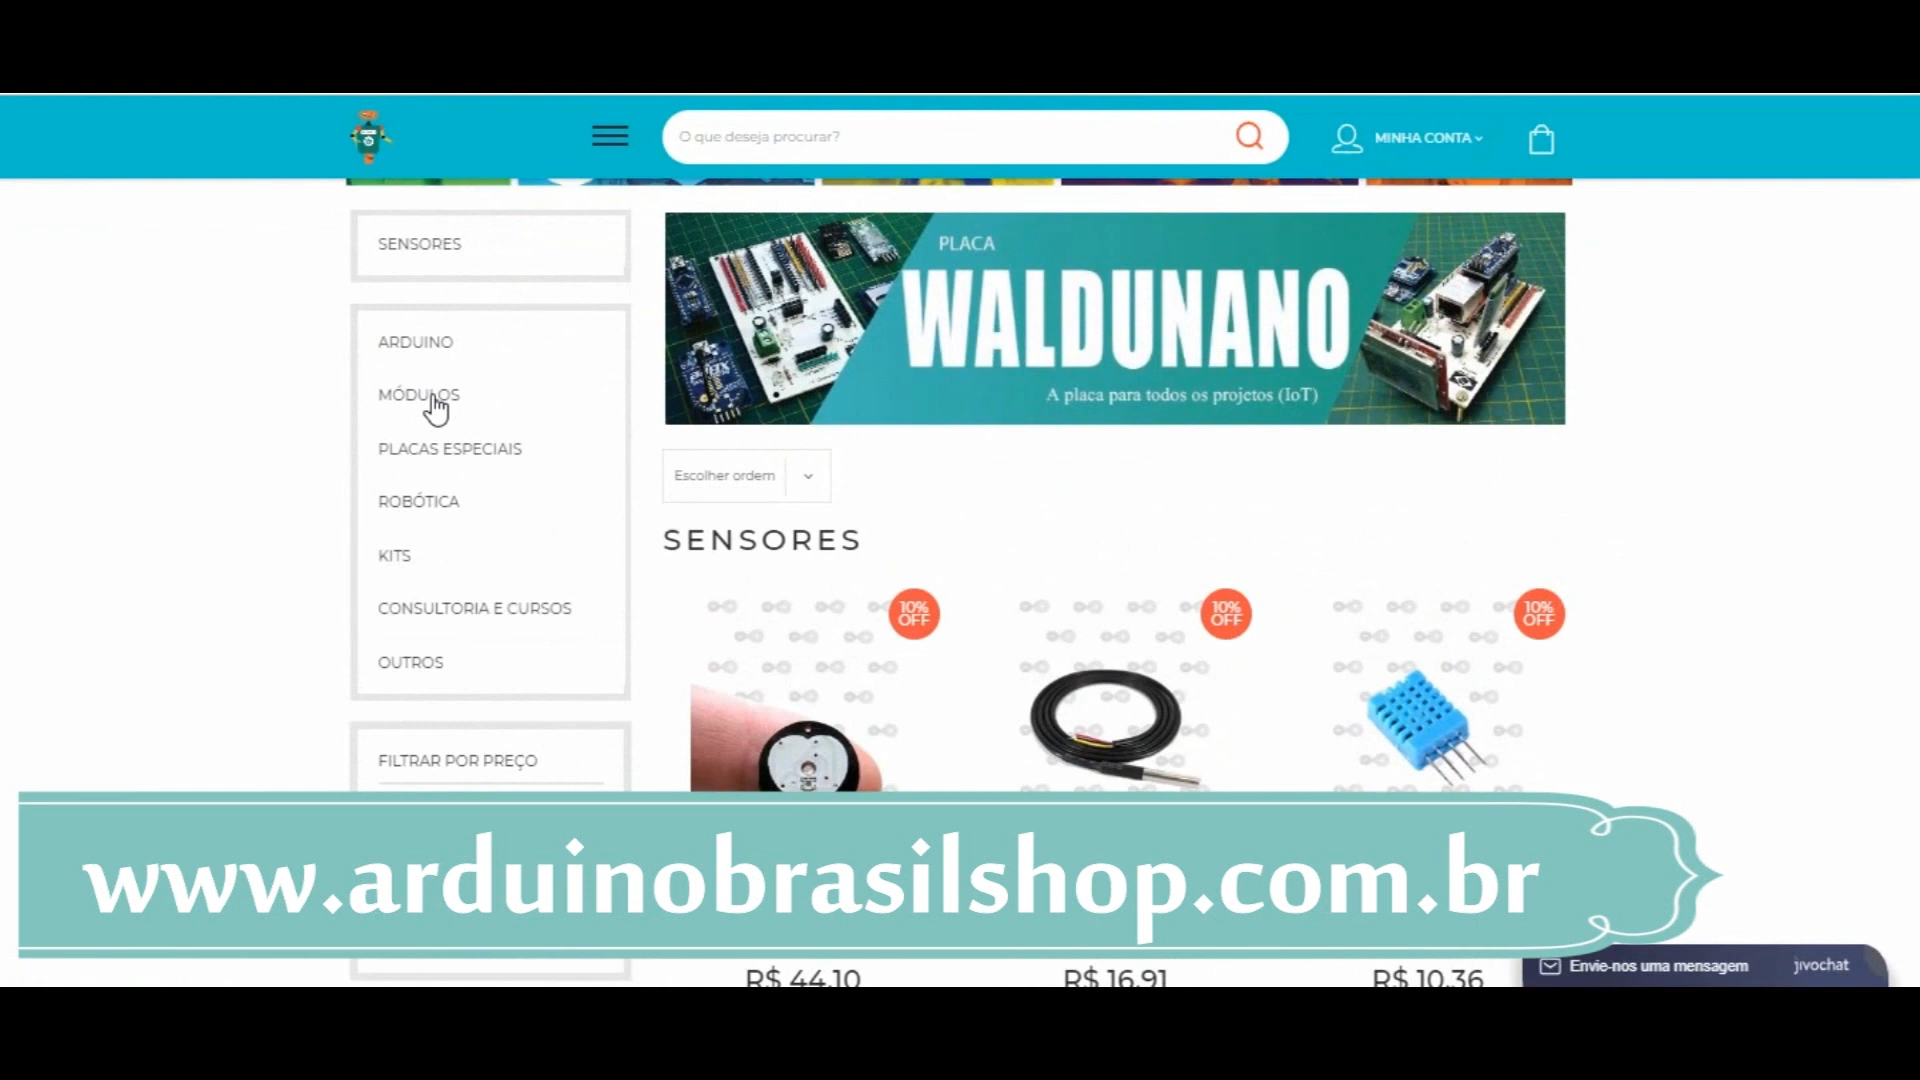 O que deseja procurar?
MINHA CONTA
SENSORES
ARDUINO
MÓDULOS
PLACAS ESPECIAIS
ROBÓTICA
KITS
CONSULTORIA E CURSOS
OUTROS
FILTRAR POR PREÇO
PLACA
WALDUNANO
A placa para todos os projetos (IoT)
Escolher ordem
SENSORES
10%
OFF
10%
OFF
10%
OFF
www.arduinobrasilshop.com.br
R$ 44,10
R$ 16,91
R$ 10,36
Envie-nos uma mensagem
jivochat